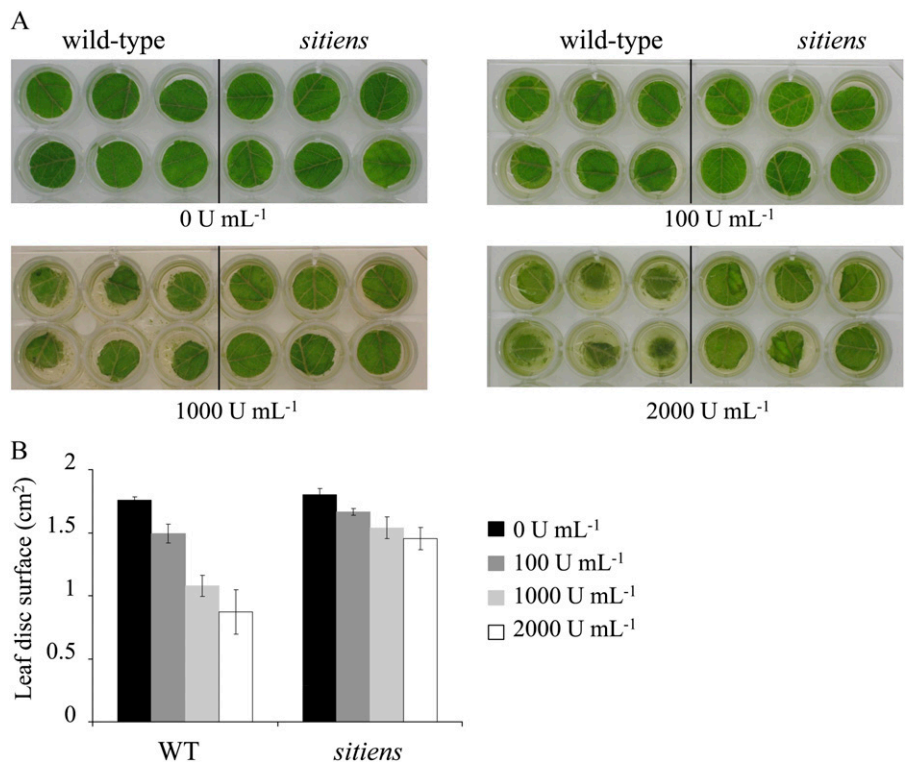 A
wild-type sitiens wild-type sitiens
0 U mL⁻¹ 100 U mL⁻¹
1000 U mL⁻¹ 2000 U mL⁻¹
B
Leaf disc surface (cm²)
2
1.5
1
0.5
0
WT sitiens
0 U mL⁻¹
100 U mL⁻¹
1000 U mL⁻¹
2000 U mL⁻¹